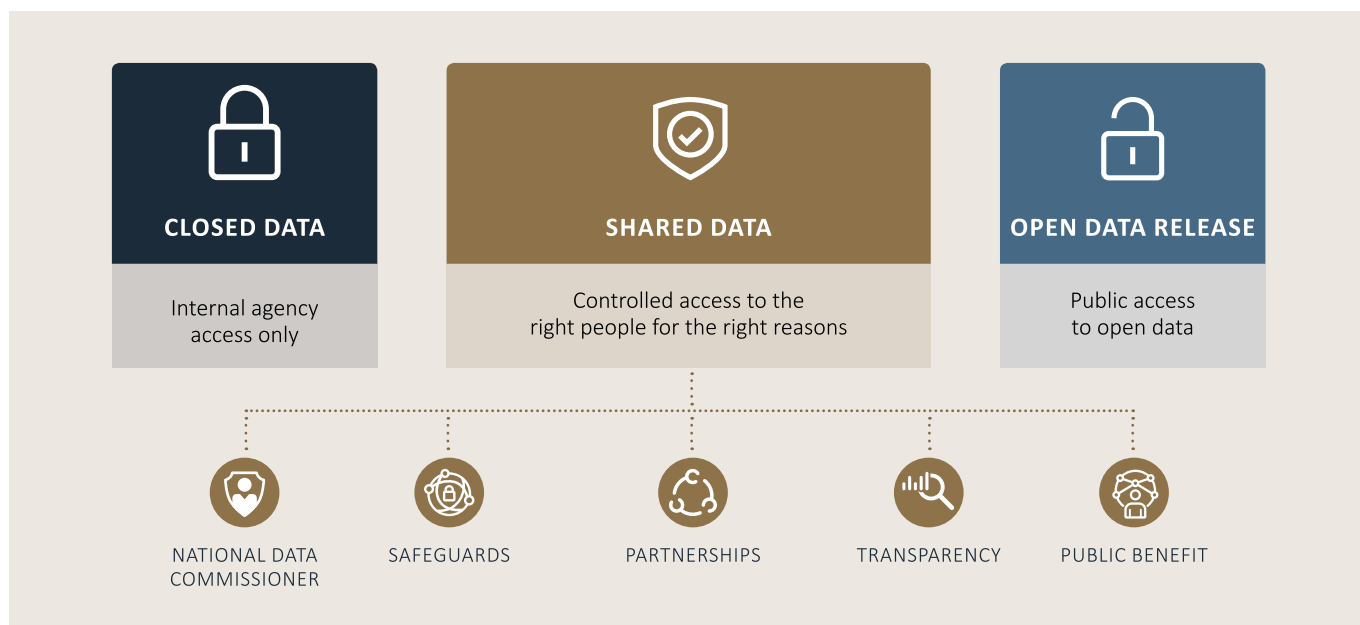 CLOSED DATA
Internal agency
access only
SHARED DATA
Controlled access to the
right people for the right reasons
OPEN DATA RELEASE
Public access
to open data
NATIONAL DATA
COMMISSIONER
SAFEGUARDS
PARTNERSHIPS
TRANSPARENCY
PUBLIC BENEFIT